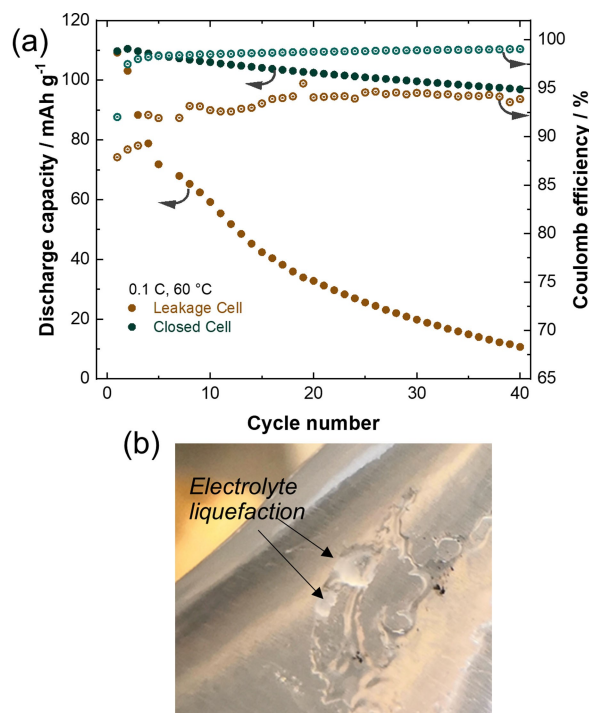 (a)
120
100
80
60
40
20
0
Discharge capacity / mAh g⁻¹
0.1 C, 60 °C
Leakage Cell
Closed Cell
0
10
20
30
40
Cycle number
100
95
90
85
80
75
70
65
Coulomb efficiency / %
(b)
Electrolyte
liquefaction